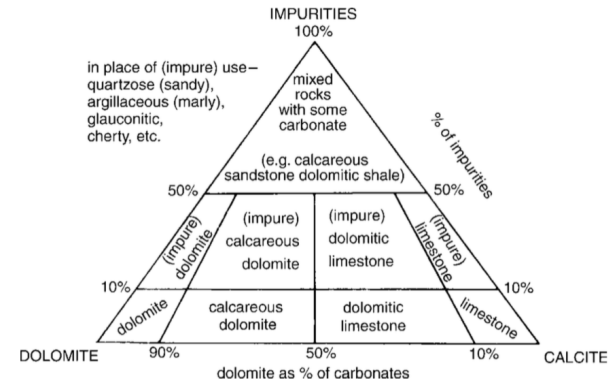 IMPURITIES
100%
in place of (impure) use–
quartzose (sandy),
argillaceous (marly),
glauconitic,
cherty, etc.
mixed
rocks
with some
carbonate
(e.g. calcareous
sandstone dolomitic shale)
% of impurities
50%
50%
(impure)
dolomite
(impure)
calcareous
dolomite
(impure)
dolomitic
limestone
(impure)
limestone
10%
10%
dolomite
calcareous
dolomite
dolomitic
limestone
limestone
DOLOMITE
90%
50%
10%
CALCITE
dolomite as % of carbonates